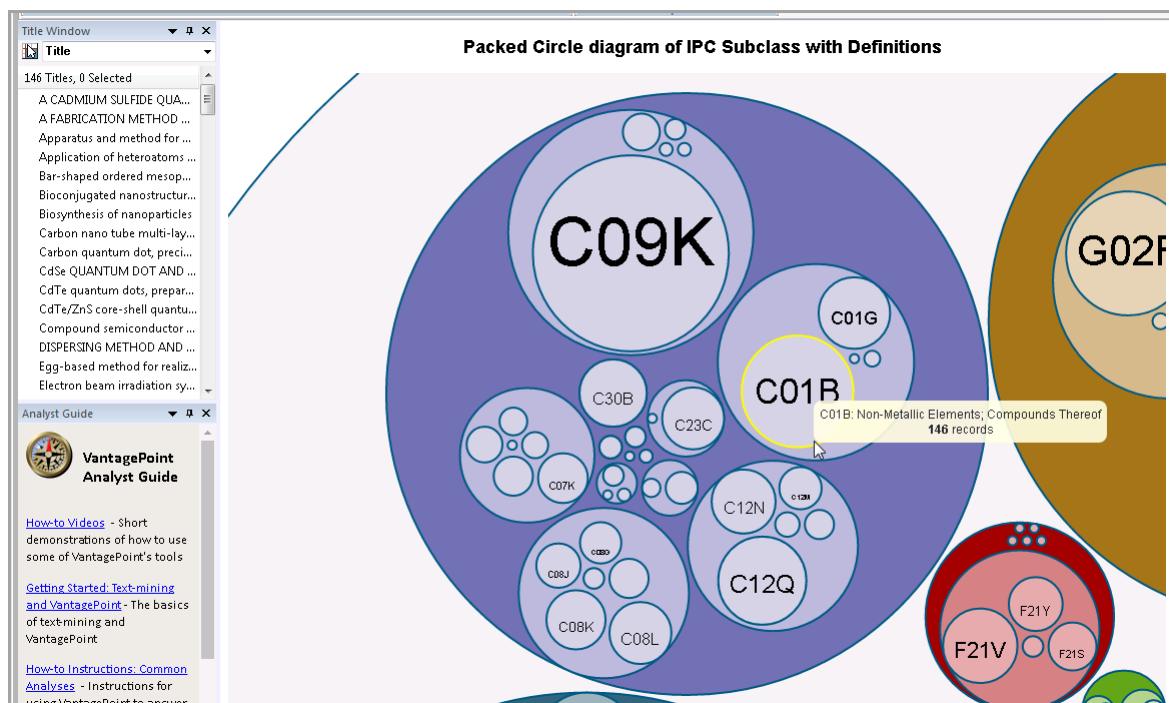 Title Window
Title
146 Titles, 0 Selected
A CADMIUM SULFIDE QUA...
A FABRICATION METHOD ...
Apparatus and method for ...
Application of heteroatoms ...
Bar-shaped ordered mesop...
Bioconjugated nanostructur...
Biosynthesis of nanoparticles
Carbon nano tube multi-lay...
Carbon quantum dot, preci...
CdSe QUANTUM DOT AND ...
CdTe quantum dots, prepar...
CdTe/ZnS core-shell quantu...
Compound semiconductor ...
DISPERSING METHOD AND ...
Egg-based method for realiz...
Electron beam irradiation sy...
Analyst Guide
VantagePoint
Analyst Guide
How-to Videos - Short
demonstrations of how to use
some of VantagePoint's tools
Getting Started: Text-mining
and VantagePoint - The basics
of text-mining and
VantagePoint
How-to Instructions: Common
Analyses - Instructions for
using VantagePoint to answer
Packed Circle diagram of IPC Subclass with Definitions
C09K
G02F
C01G
C01B
C01B: Non-Metallic Elements; Compounds Thereof
146 records
C30B
C23C
C07K
C12N
C12M
C12Q
C08G
C08J
C08K
C08L
F21Y
F21V
F21S